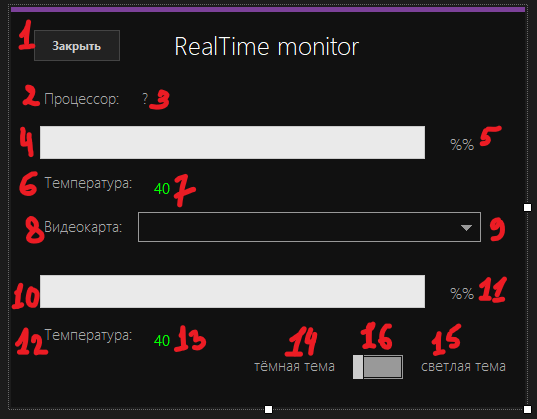 1 Закрыть RealTime monitor
2 Процессор: ? 3
4 %% 5
6 Температура: 40 7
8 Видеокарта: 9
10 %% 11
12 Температура: 40 13 14 16 15
тёмная тема светлая тема